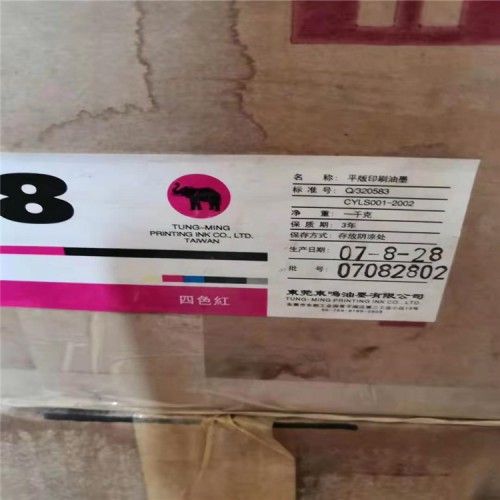 8
TUNG-MING
PRINTING INK CO., LTD.
TAIWAN
四色紅
名 称：平版印刷油墨
标 准 号：Q/320583
CYLS001-2002
净 重：一千克
保 质 期：3年
保存方式：存放阴凉处
生产日期：07-8-28
批 号：07082802
東莞東鳴油墨有限公司
TUNG-MING PRINTING INK CO., LTD.